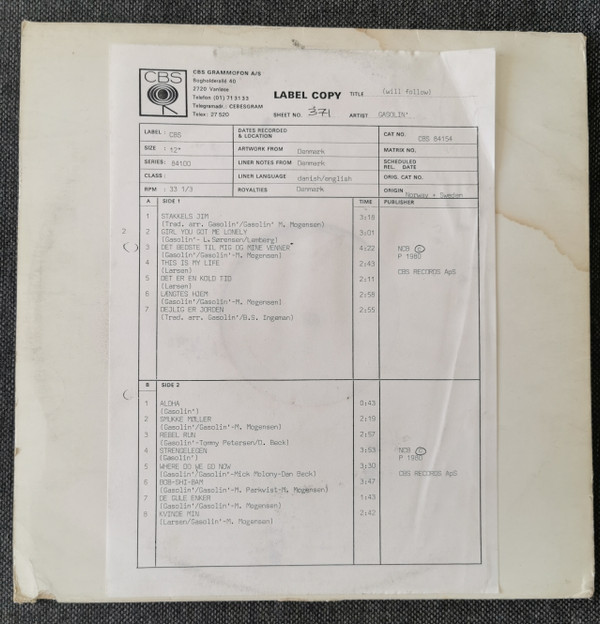 CBS
CBS GRAMMOFON A/S
Bogholderallé 40
2720 Vanløse
Telefon (01) 71 51 33
Telegramadr.: CEBESGRAM
Telex: 27 520
LABEL COPY TITLE (will follow)
SHEET NO. 371 ARTIST GASOLIN'
LABEL: CBS DATES RECORDED & LOCATION CAT NO. CBS 84154
SIZE : 12" ARTWORK FROM Denmark MATRIX NO.
SERIES: 84100 LINER NOTES FROM Denmark SCHEDULED REL. DATE
CLASS: LINER LANGUAGE danish/english ORIG. CAT NO.
RPM : 33 1/3 ROYALTIES Denmark ORIGIN Norway + Sweden
A SIDE 1 TIME PUBLISHER
1 STAKKELS JIM 3:18
(Trad. arr. Gasolin'/Gasolin' M. Mogensen)
2 2 GIRL YOU GOT ME LONELY 3:01
(Gasolin'- L.Sørensen/Lemberg)
3 DET BEDSTE TIL MIG OG MINE VENNER 4:22 NCB
(Gasolin'/Gasolin'-M. Mogensen) P 1980
4 THIS IS MY LIFE 2:43
(Larsen) CBS RECORDS ApS
5 DET ER EN KOLD TID 2:11
(Larsen)
6 LÆNGTES HJEM 2:58
(Gasolin'/Gasolin'-M. Mogensen)
7 DEJLIG ER JORDEN 2:55
(Trad. arr. Gasolin'/B.S. Ingeman)
B SIDE 2
1 ALOHA 3:43
(Gasolin')
2 SMUKKE MØLLER 2:19
(Gasolin'/Gasolin'-M. Mogensen)
3 REBEL RUN 2:57
(Gasolin'-Tommy Petersen/D. Beck)
4 STRENGELEGEN 3:53 NCB
(Gasolin') P 1980
5 WHERE DO WE GO NOW 3:30
(Gasolin'/Gasolin'-Mick Molony-Dan Beck) CBS RECORDS ApS
6 BOB-SHI-BAM 3:47
(Gasolin'/Gasolin'-M. Perkvist-M. Mogensen)
7 DE GULE ENKER 1:43
(Gasolin'/Gasolin'-M. Mogensen)
8 KVINDE MIN 2:42
(Larsen/Gasolin'-M. Mogensen)